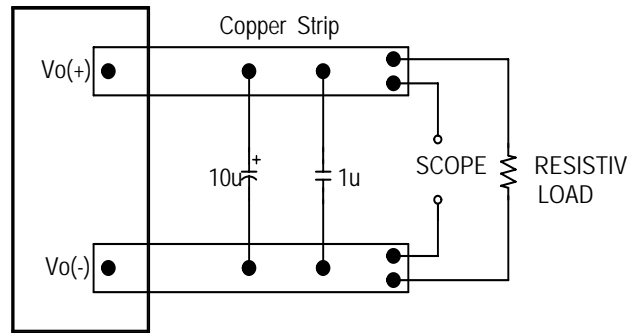 Copper Strip
Vo(+)
10u
+
1u
SCOPE
RESISTIV
LOAD
Vo(-)